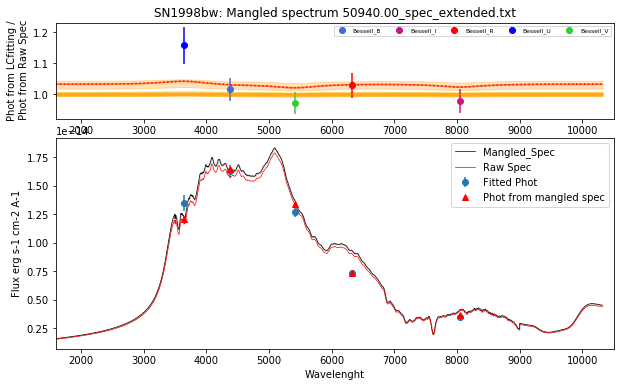 SN1998bw: Mangled spectrum 50940.00_spec_extended.txt
Phot from LCfitting /
Phot from Raw Spec
1.2
1.1
1.0
Bessell_B
Bessell_I
Bessell_R
Bessell_U
Bessell_V
2000 3000 4000 5000 6000 7000 8000 9000 10000
Flux erg s-1 cm-2 A-1
1.75
1.50
1.25
1.00
0.75
0.50
0.25
Mangled_Spec
Raw Spec
Fitted Phot
Phot from mangled spec
2000 3000 4000 5000 6000 7000 8000 9000 10000
Wavelenght